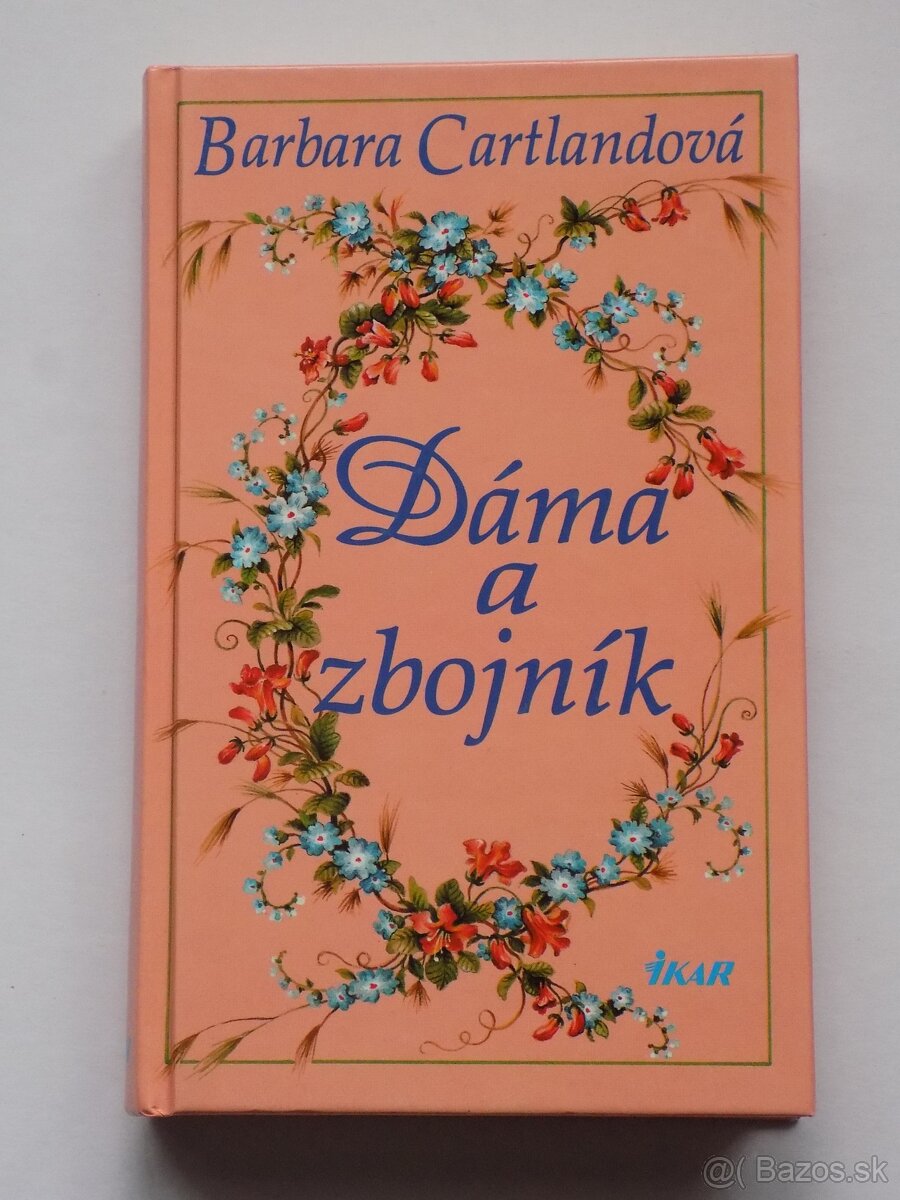 Barbara Cartlandová
Dáma
a
zbojník
iKAR
@( Bazos.sk